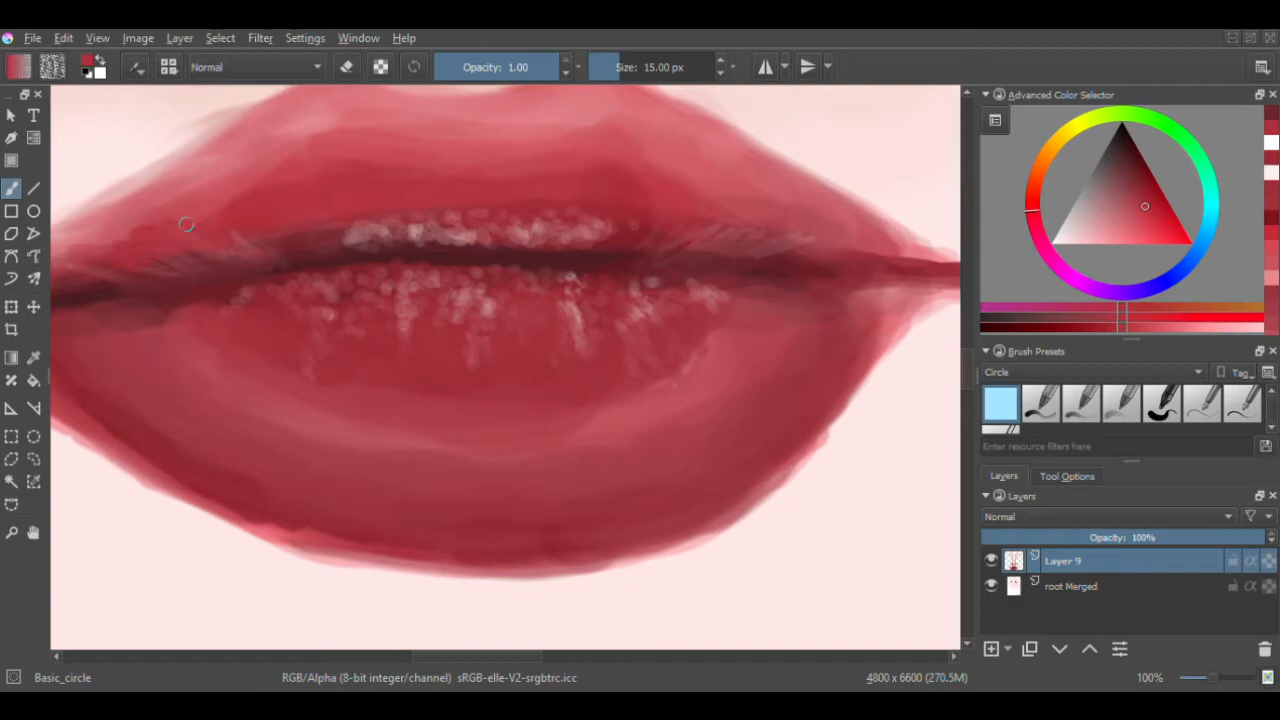 File Edit View Image Layer Select Filter Settings Window Help
Normal Opacity: 1.00 Size: 15.00 px
Advanced Color Selector
Brush Presets
Circle Tag
Enter resource filters here
Layers Tool Options
Layers
Normal
Opacity: 100%
Layer 9
root Merged
Basic_circle RGB/Alpha (8-bit integer/channel) sRGB-elle-V2-srgbtrc.icc 4800 x 6600 (270.5M) 100%